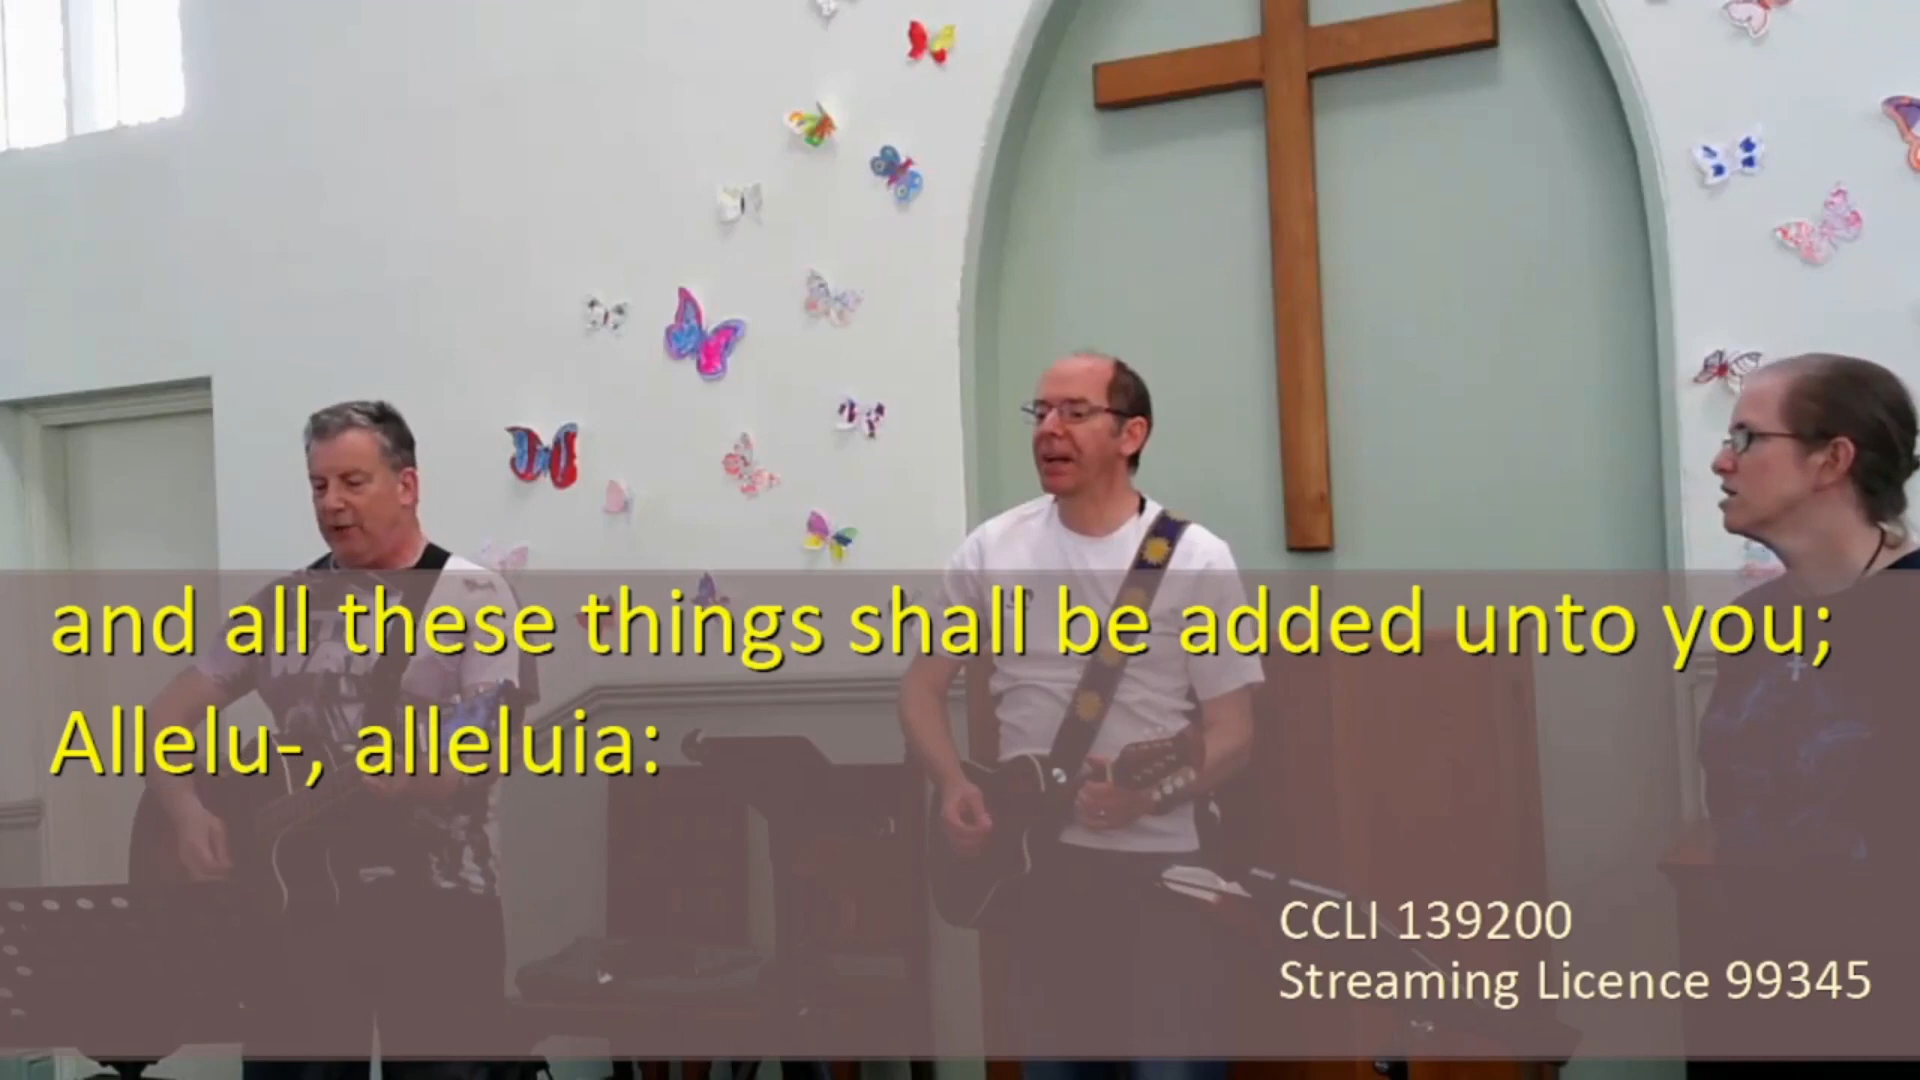 and all these things shall be added unto you;
Allelu-, alleluia:
CCLI 139200
Streaming Licence 99345